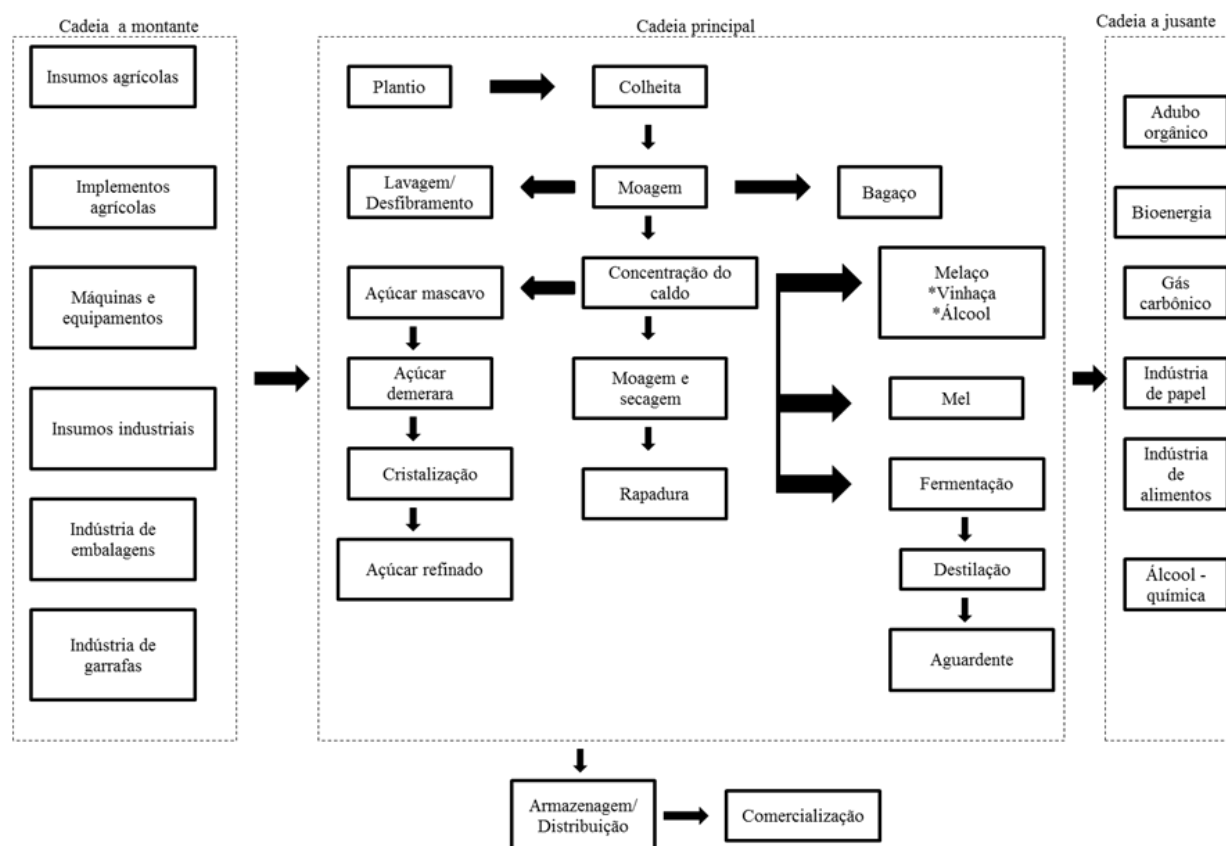 Cadeia a montante
Insumos agrícolas
Implementos
agrícolas
Máquinas e
equipamentos
Insumos industriais
Indústria de
embalagens
Indústria de
garrafas
Cadeia principal
Plantio
Colheita
Lavagem/
Desfibramento
Moagem
Bagaço
Açúcar mascavo
Concentração do
caldo
Melaço
*Vinhaça
*Álcool
Açúcar
demerara
Moagem e
secagem
Mel
Cristalização
Rapadura
Fermentação
Açúcar refinado
Destilação
Aguardente
Cadeia a jusante
Adubo
orgânico
Bioenergia
Gás
carbônico
Indústria
de papel
Indústria
de
alimentos
Álcool -
química
Armazenagem/
Distribuição
Comercialização